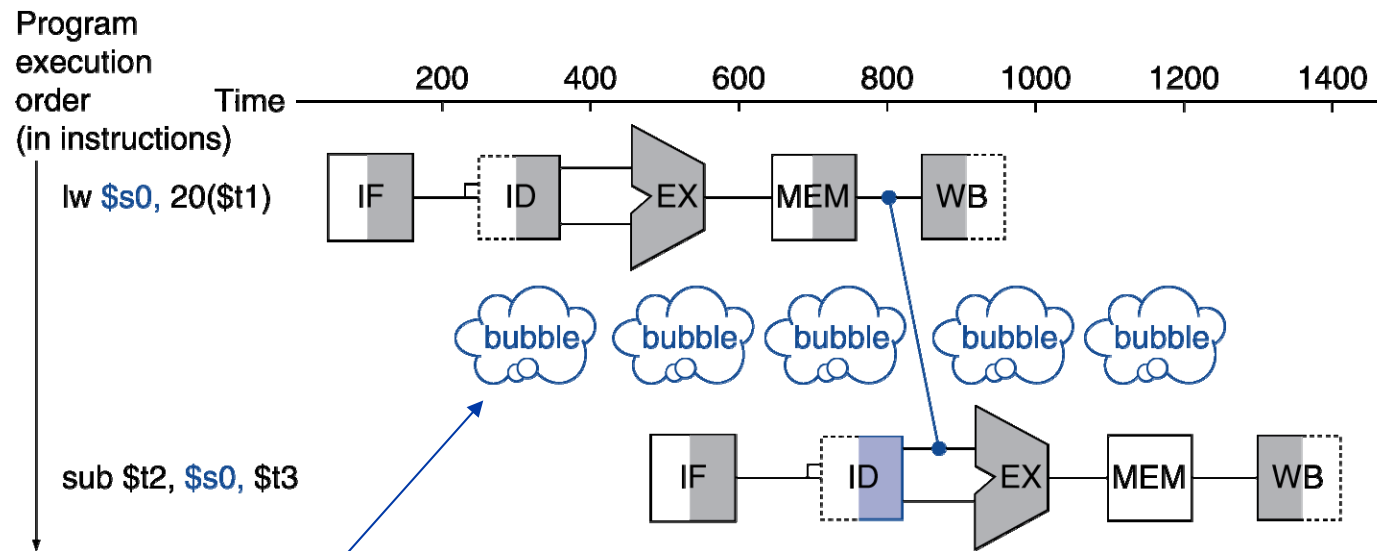 Program
execution
order
(in instructions)
Time
200 400 600 800 1000 1200 1400
lw $s0, 20($t1)
IF ID EX MEM WB
bubble bubble bubble bubble bubble
sub $t2, $s0, $t3
IF ID EX MEM WB